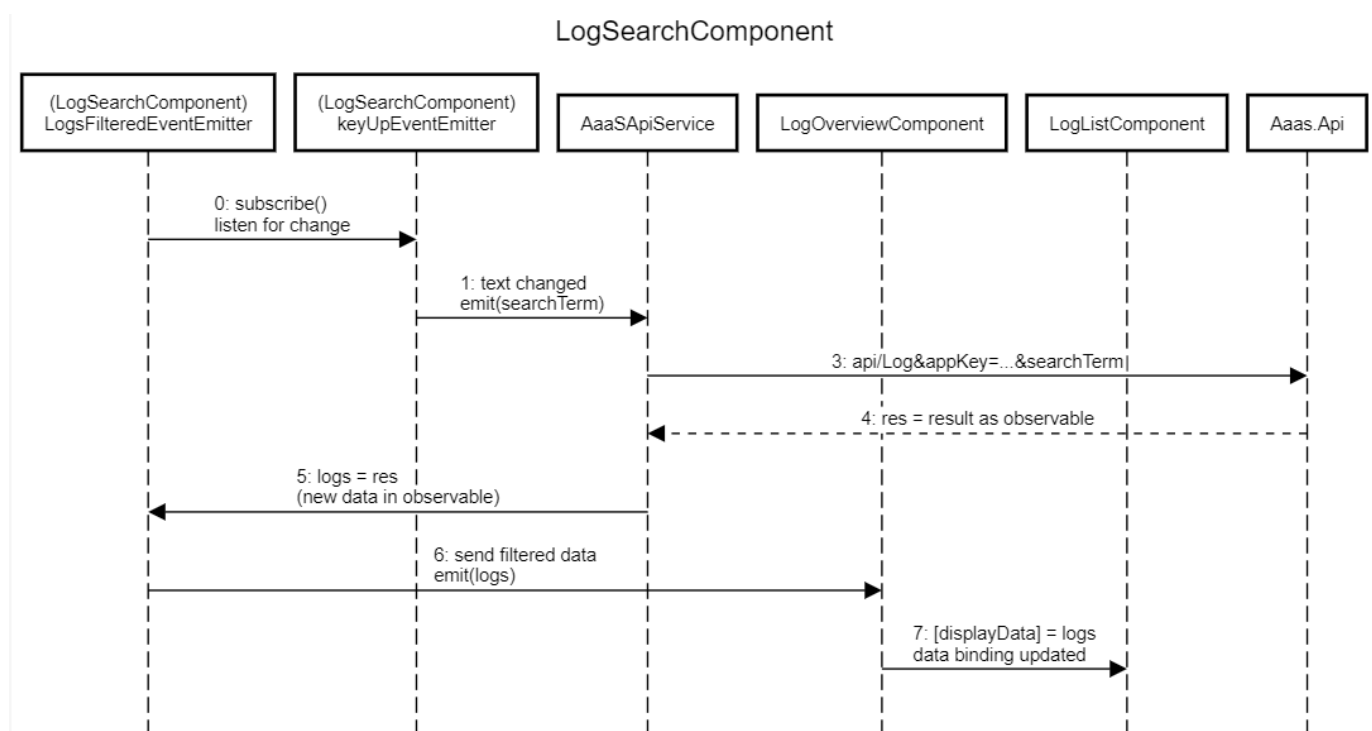 LogSearchComponent
(LogSearchComponent)
LogsFilteredEventEmitter
(LogSearchComponent)
keyUpEventEmitter
AaaSApiService
LogOverviewComponent
LogListComponent
Aaas.Api
0: subscribe()
listen for change
1: text changed
emit(searchTerm)
3: api/Log&appKey=...&searchTerm
4: res = result as observable
5: logs = res
(new data in observable)
6: send filtered data
emit(logs)
7: [displayData] = logs
data binding updated